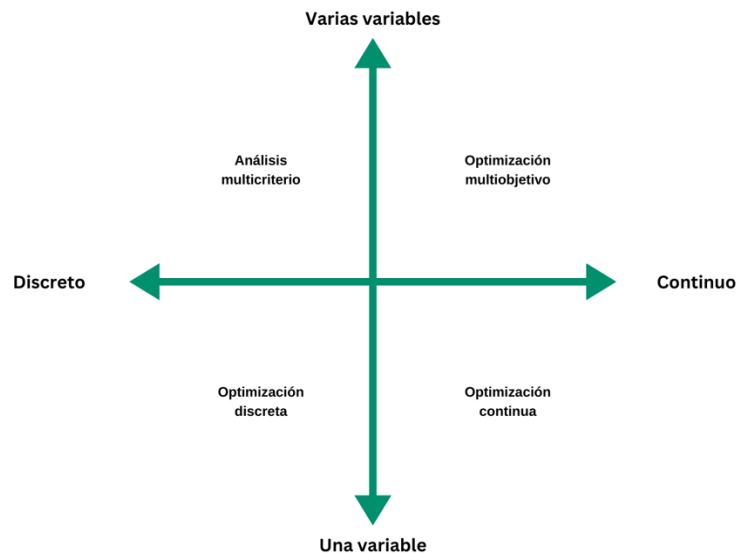 Varias variables
Análisis
multicriterio
Optimización
multiobjetivo
Discreto
Continuo
Optimización
discreta
Optimización
continua
Una variable